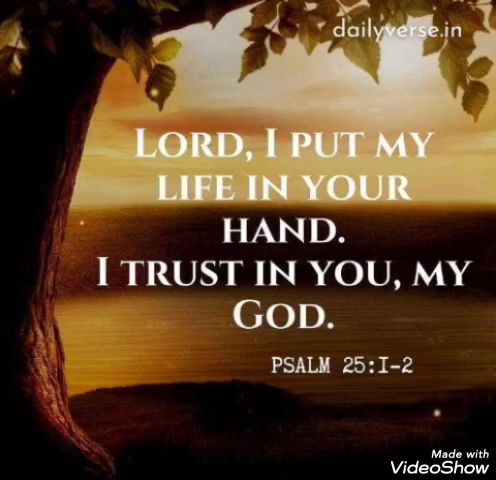 dailyverse.in
LORD, I PUT MY
LIFE IN YOUR
HAND.
I TRUST IN YOU, MY
GOD.
PSALM 25:I-2
Made with
VideoShow